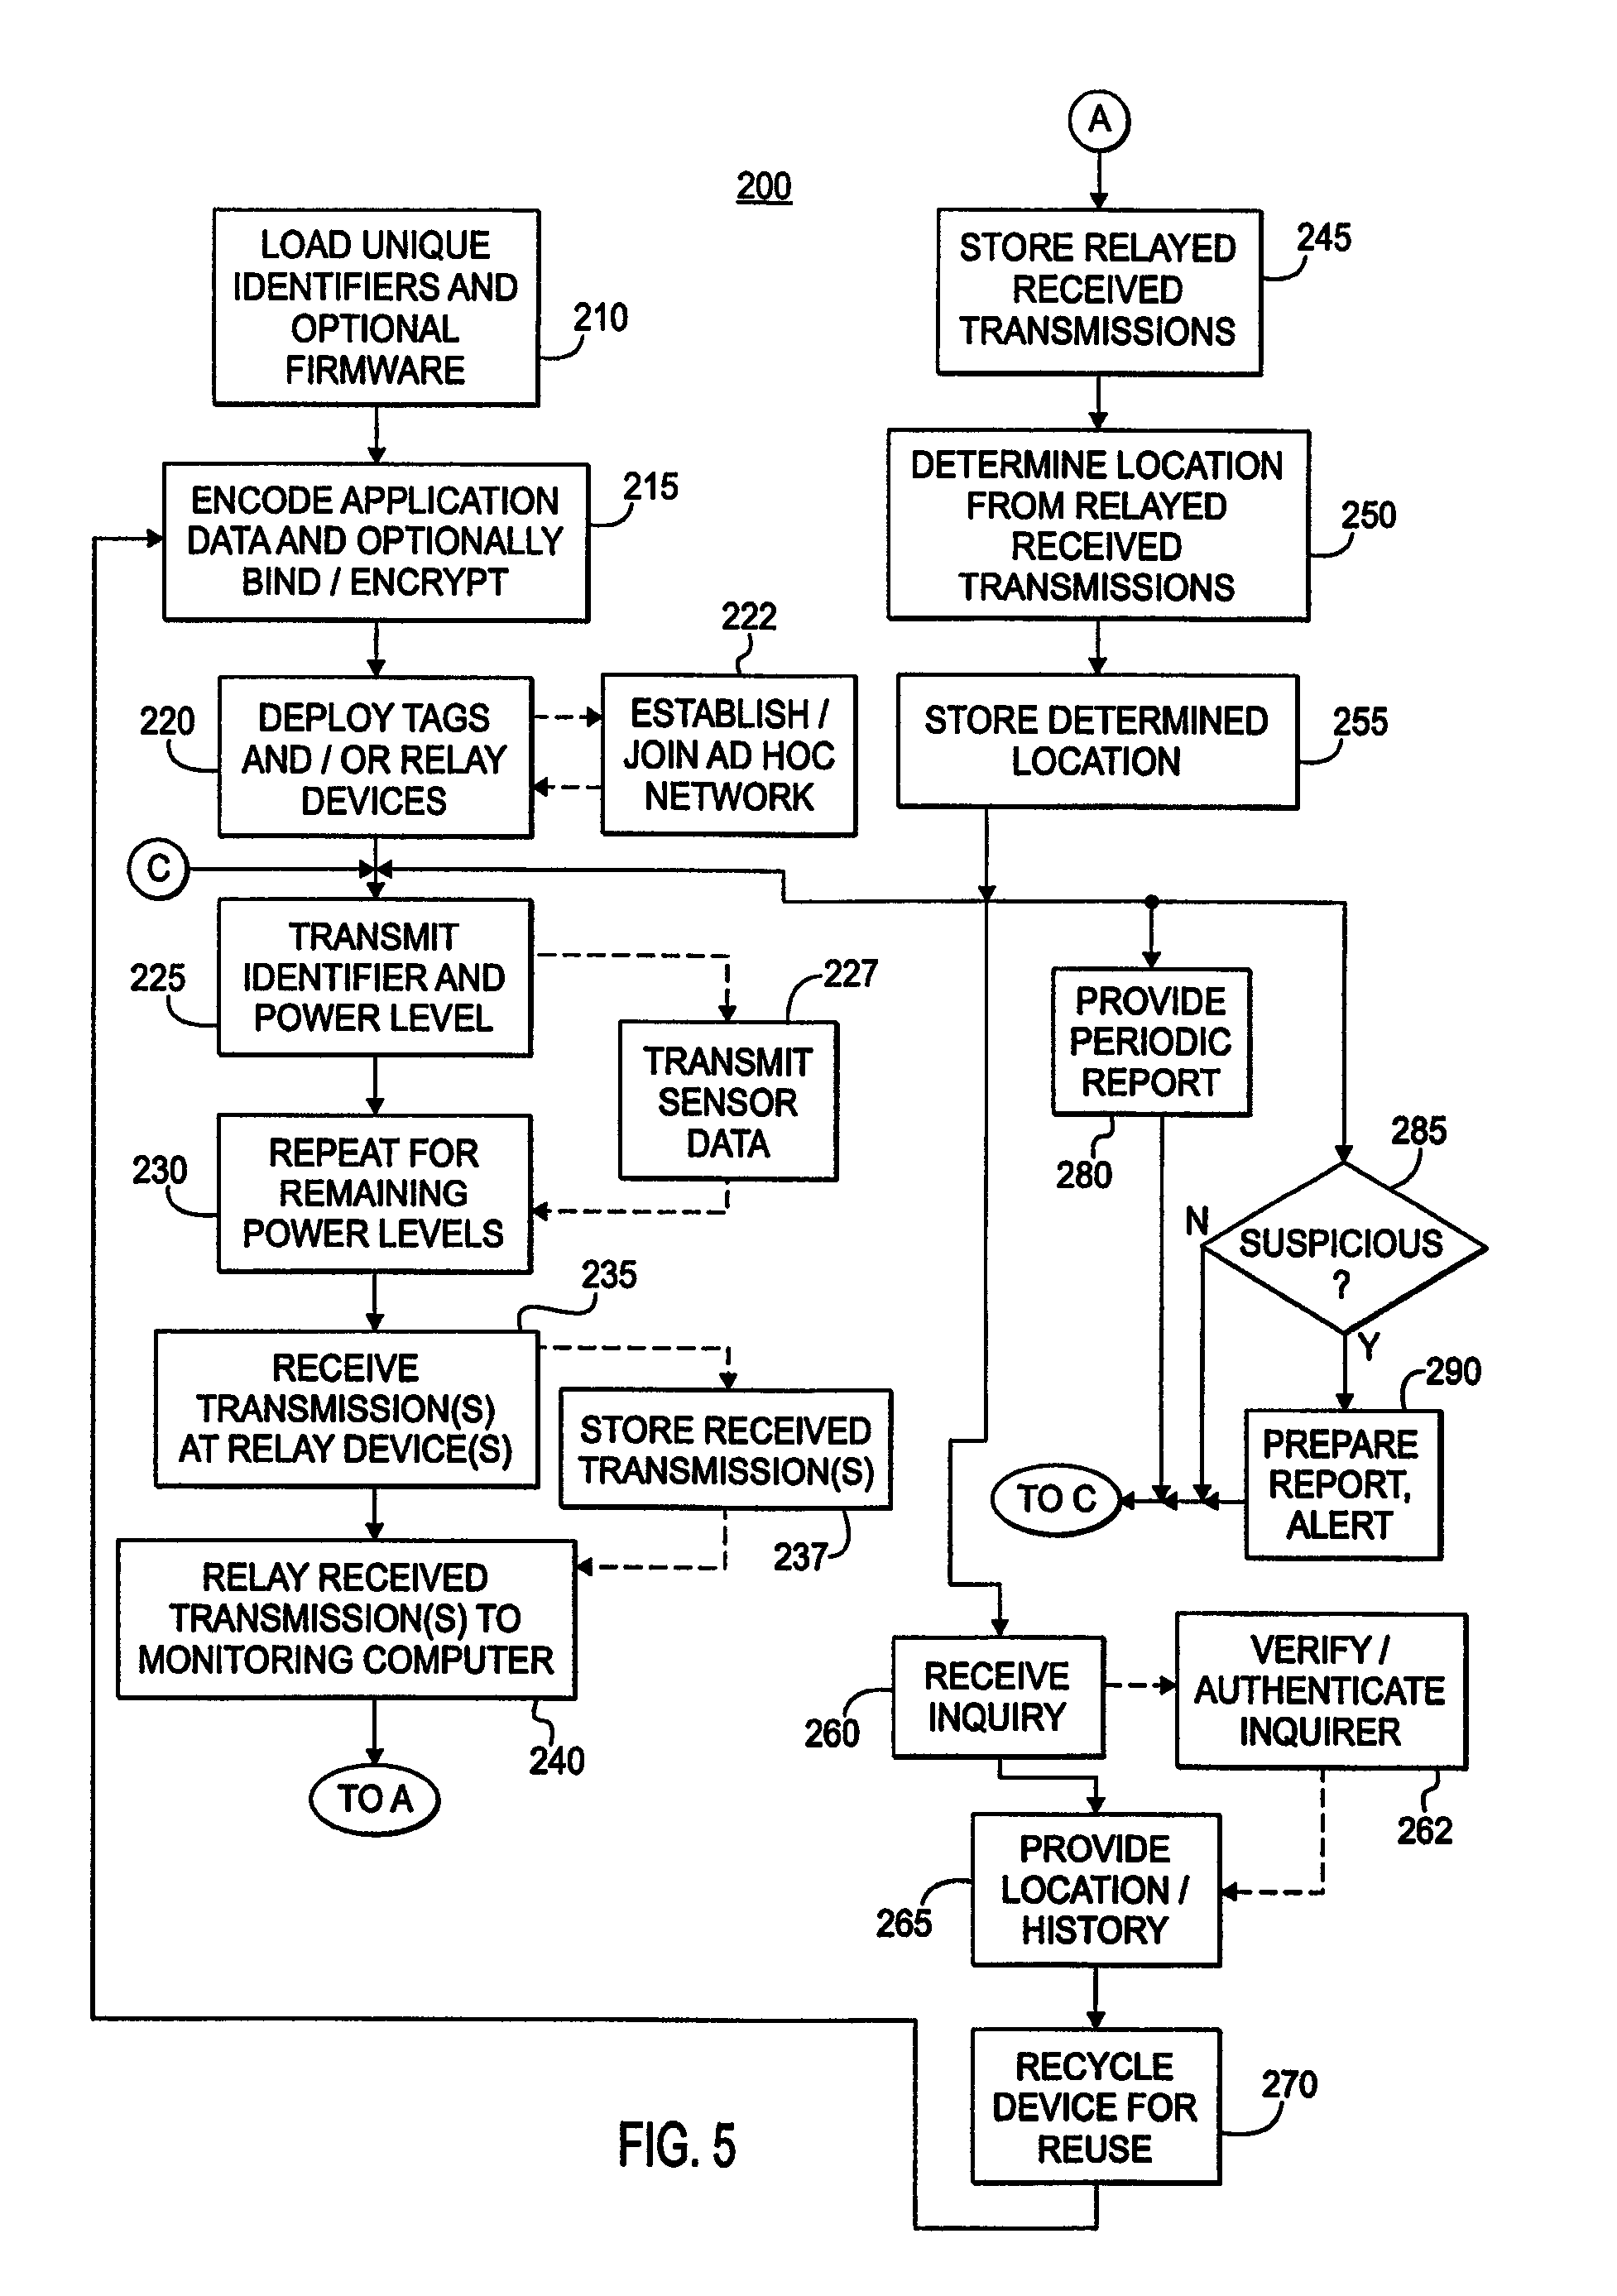 200
LOAD UNIQUE
IDENTIFIERS AND
OPTIONAL
FIRMWARE
210
ENCODE APPLICATION
DATA AND OPTIONALLY
BIND / ENCRYPT
215
DEPLOY TAGS
AND / OR RELAY
DEVICES
220
222
ESTABLISH /
JOIN AD HOC
NETWORK
C
TRANSMIT
IDENTIFIER AND
POWER LEVEL
225
227
TRANSMIT
SENSOR
DATA
REPEAT FOR
REMAINING
POWER LEVELS
230
235
RECEIVE
TRANSMISSION(S)
AT RELAY DEVICE(S)
STORE RECEIVED
TRANSMISSION(S)
237
RELAY RECEIVED
TRANSMISSION(S) TO
MONITORING COMPUTER
240
TO A
A
STORE RELAYED
RECEIVED
TRANSMISSIONS
245
DETERMINE LOCATION
FROM RELAYED
RECEIVED
TRANSMISSIONS
250
STORE DETERMINED
LOCATION
255
PROVIDE
PERIODIC
REPORT
280
285
SUSPICIOUS
?
N
Y
290
PREPARE
REPORT,
ALERT
TO C
RECEIVE
INQUIRY
260
VERIFY /
AUTHENTICATE
INQUIRER
262
PROVIDE
LOCATION /
HISTORY
265
RECYCLE
DEVICE FOR
REUSE
270
FIG. 5